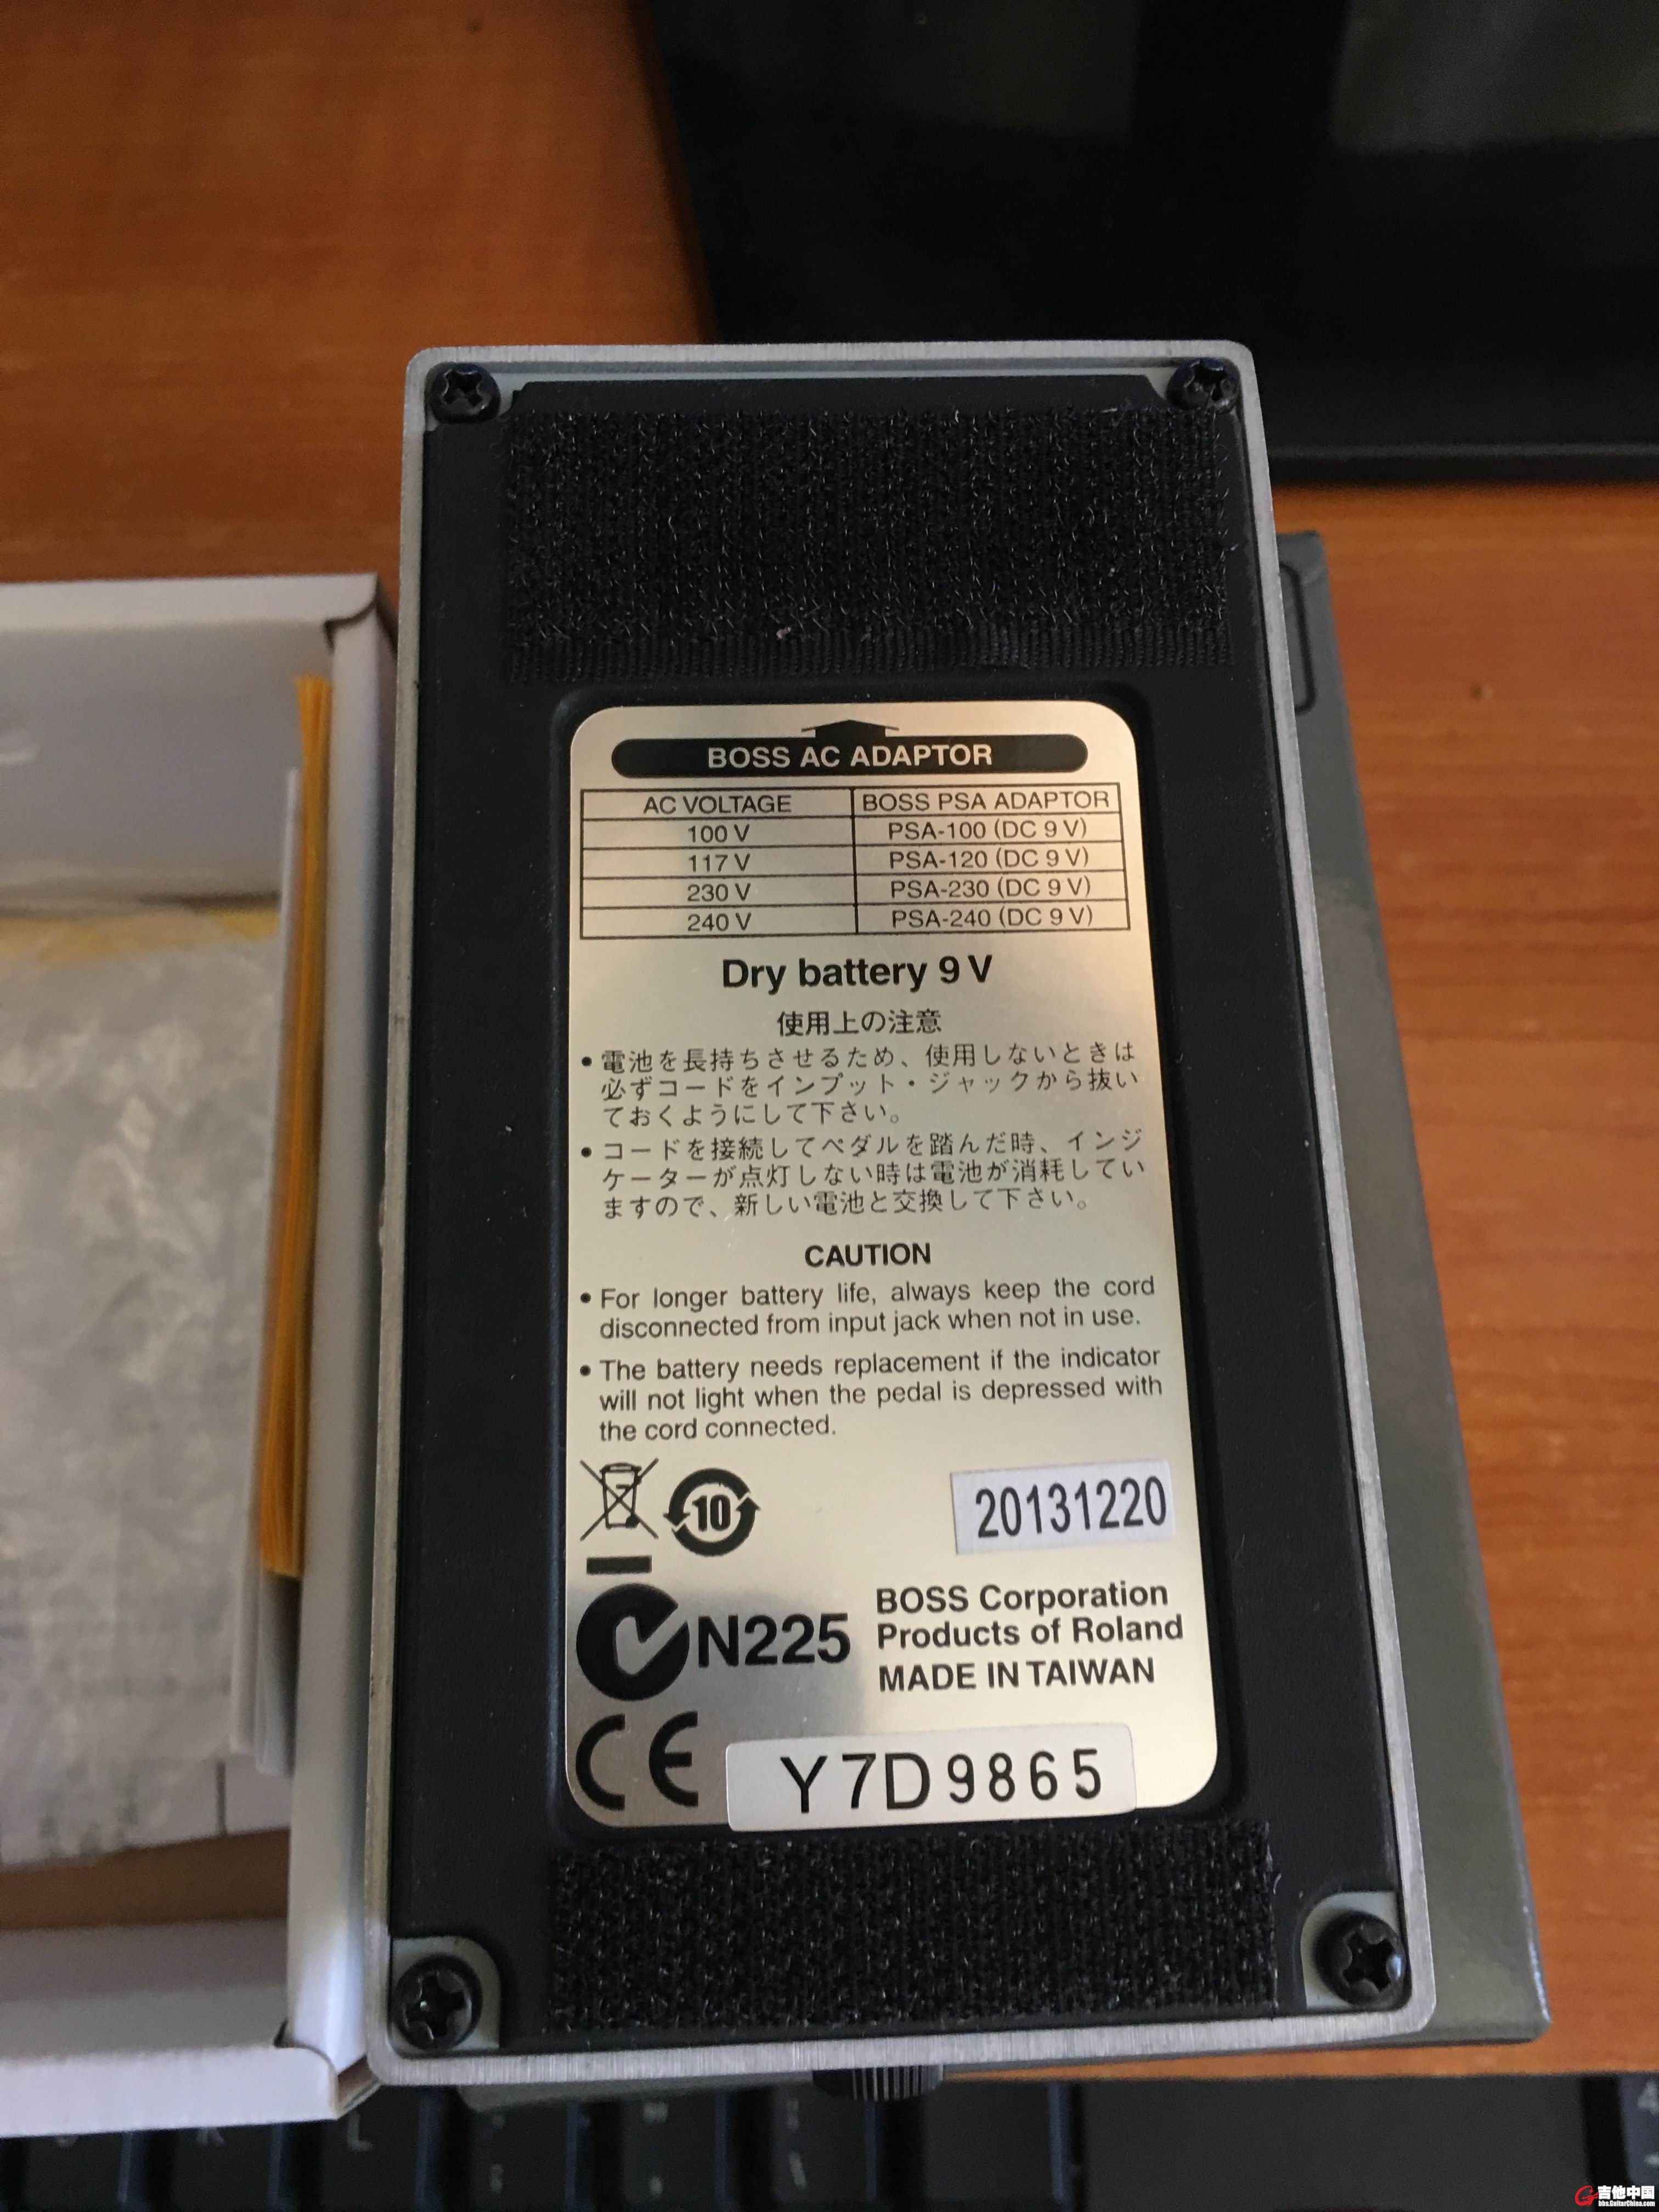 BOSS AC ADAPTOR
AC VOLTAGE BOSS PSA ADAPTOR
100 V PSA-100 (DC 9 V)
117 V PSA-120 (DC 9 V)
230 V PSA-230 (DC 9 V)
240 V PSA-240 (DC 9 V)
Dry battery 9 V
使用上の注意
• 電池を長持ちさせるため、使用しないときは
必ずコードをインプット・ジャックから抜い
ておくようにして下さい。
• コードを接続してペダルを踏んだ時、インジ
ケーターが点灯しない時は電池が消耗してい
ますので、新しい電池と交換して下さい。
CAUTION
• For longer battery life, always keep the cord
disconnected from input jack when not in use.
• The battery needs replacement if the indicator
will not light when the pedal is depressed with
the cord connected.
10
20131220
N225
BOSS Corporation
Products of Roland
MADE IN TAIWAN
CE
Y7D9865
吉他中国
bbs.GuitarChina.com